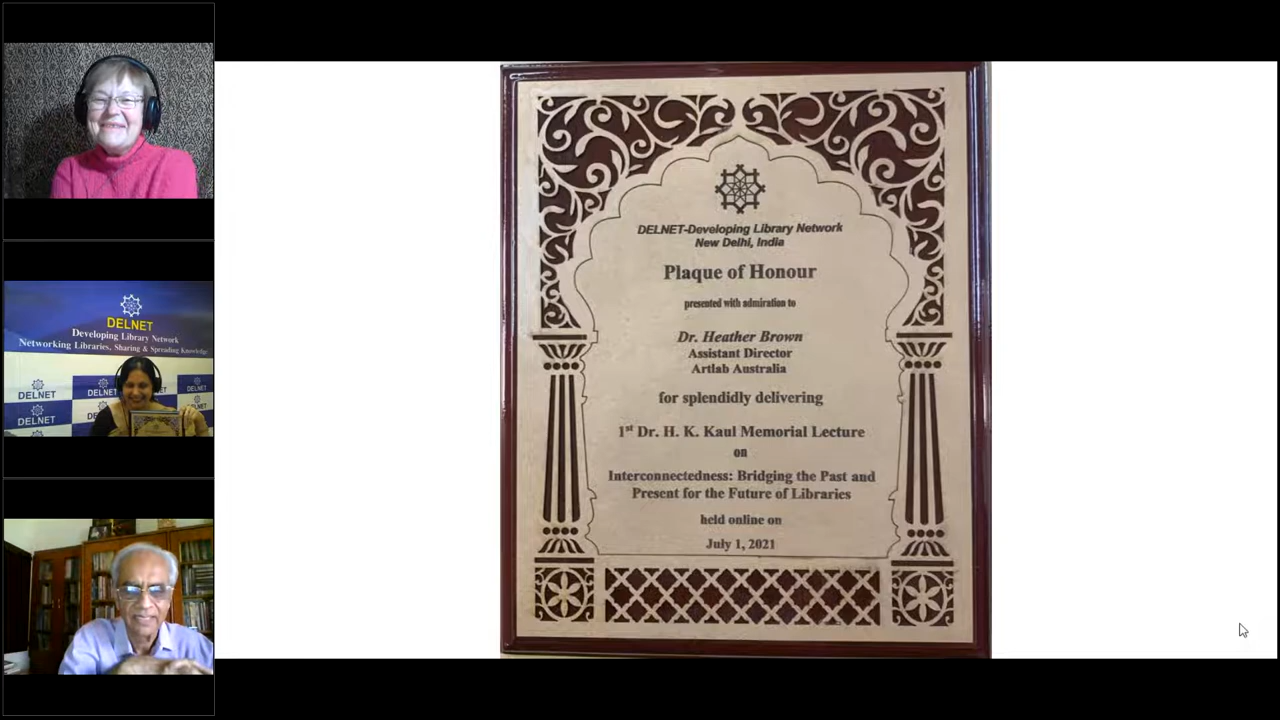 DELNET-Developing Library Network
New Delhi, India
Plaque of Honour
presented with admiration to
Dr. Heather Brown
Assistant Director
Artlab Australia
for splendidly delivering
1st Dr. H. K. Kaul Memorial Lecture
on
Interconnectedness: Bridging the Past and
Present for the Future of Libraries
held online on
July 1, 2021
DELNET
Developing Library Network
Networking Libraries, Sharing & Spreading Knowledge
DELNET
DELNET
DELNET
DELNET
DELNET